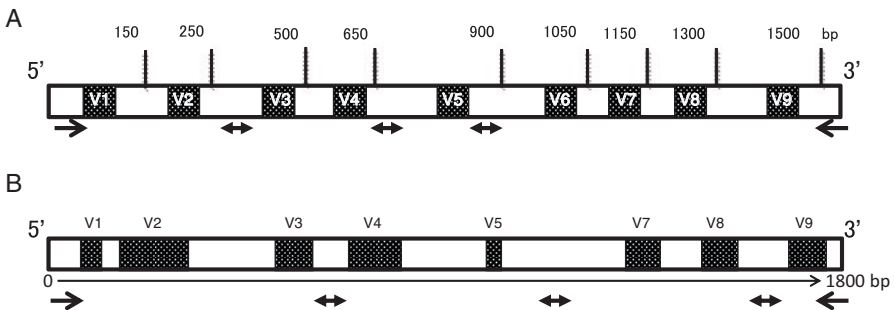 A
150 250 500 650 900 1050 1150 1300 1500 bp
5' 3'
V1 V2 V3 V4 V5 V6 V7 V8 V9
B
V1 V2 V3 V4 V5 V7 V8 V9
5' 3'
0 1800 bp